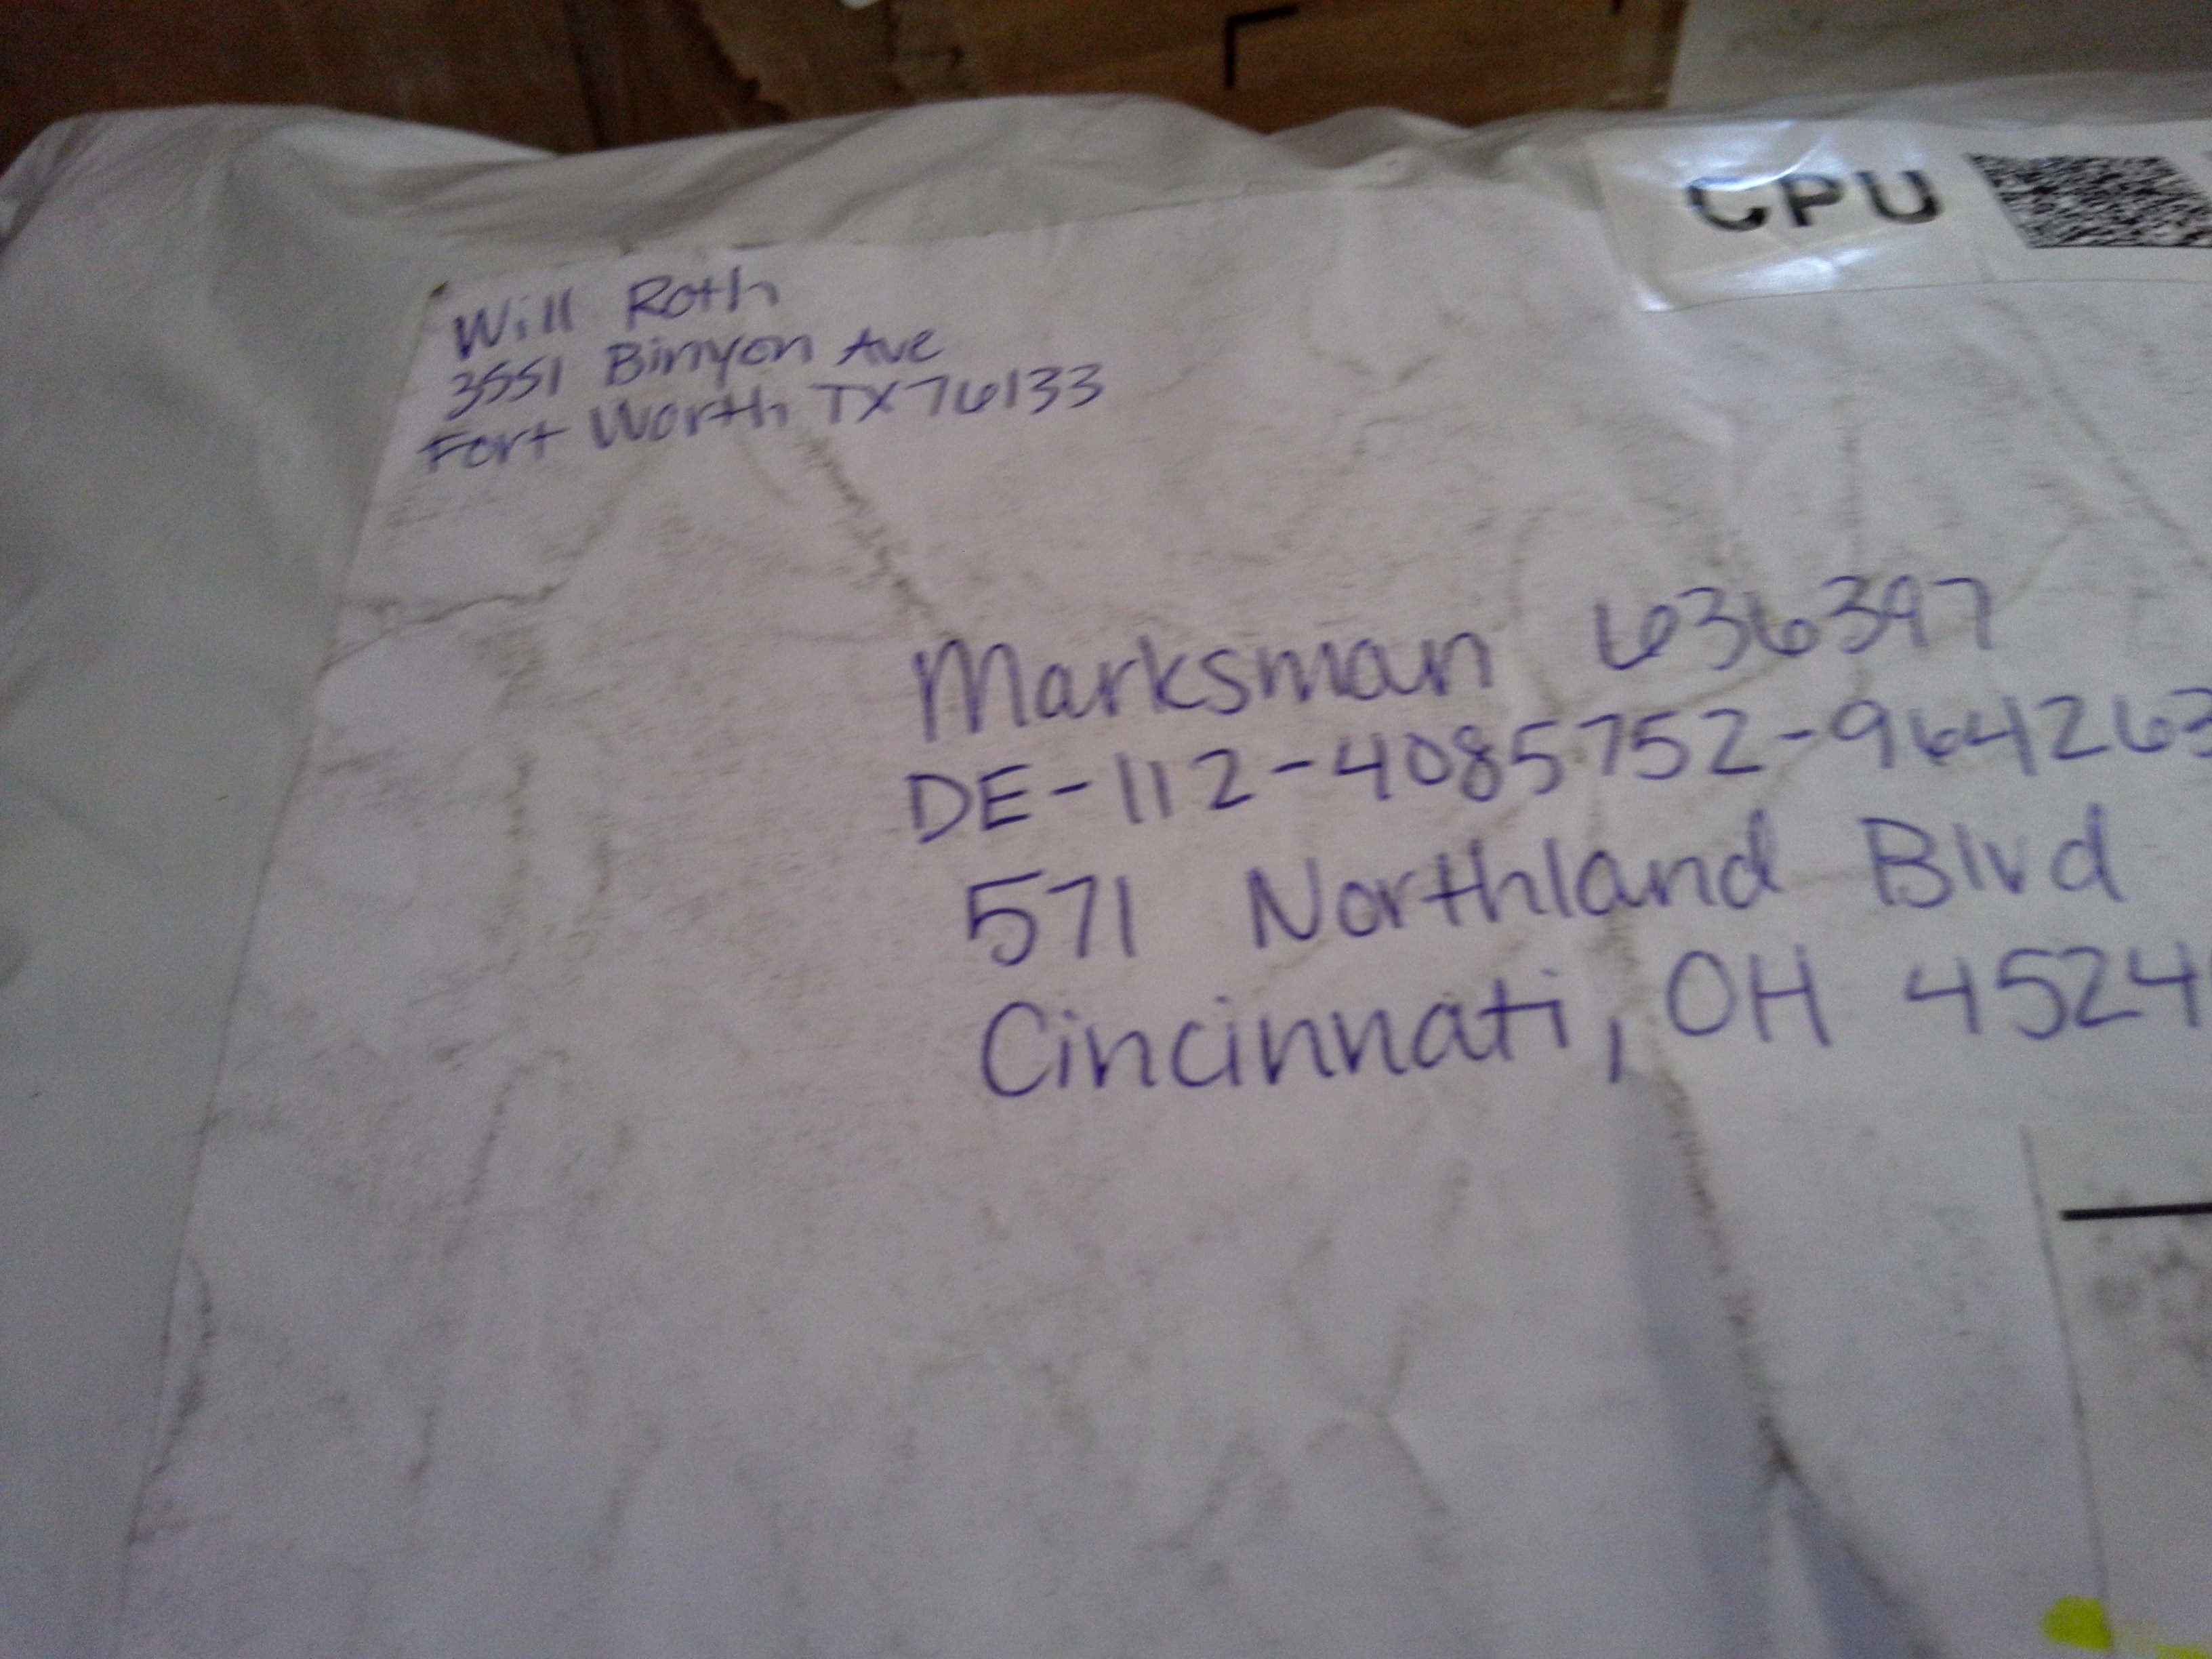 CPU
Will Roth
3551 Binyon Ave
Fort Worth TX 76133
Marksman 636397
DE-112-4085752-964263
571 Northland Blvd
Cincinnati, OH 4524